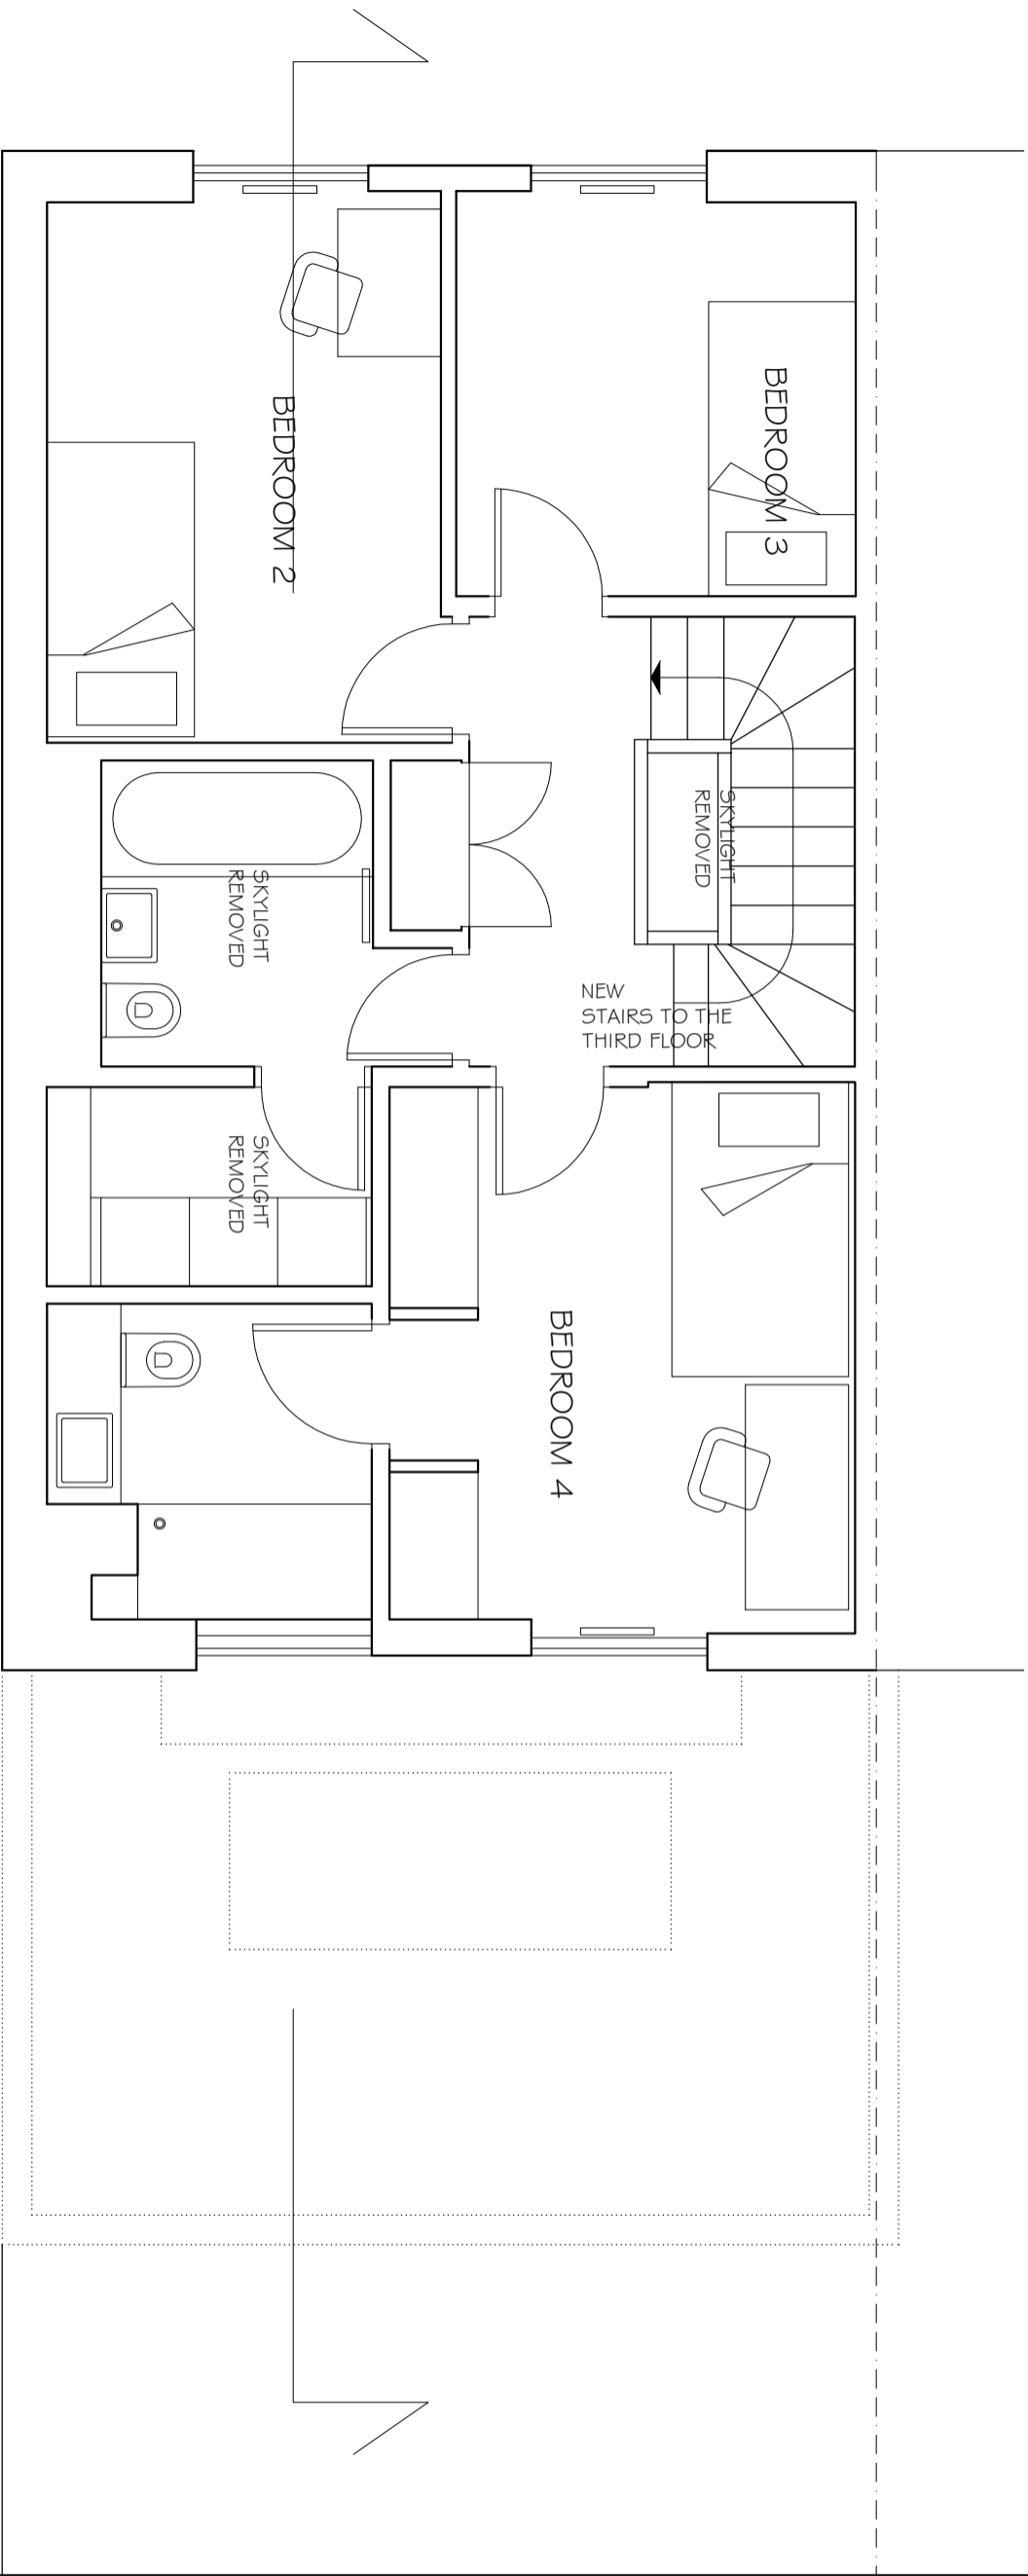 BEDROOM 2
BEDROOM 3
SKYLIGHT
REMOVED
SKYLIGHT
REMOVED
NEW
STAIRS TO THE
THIRD FLOOR
SKYLIGHT
REMOVED
BEDROOM 4